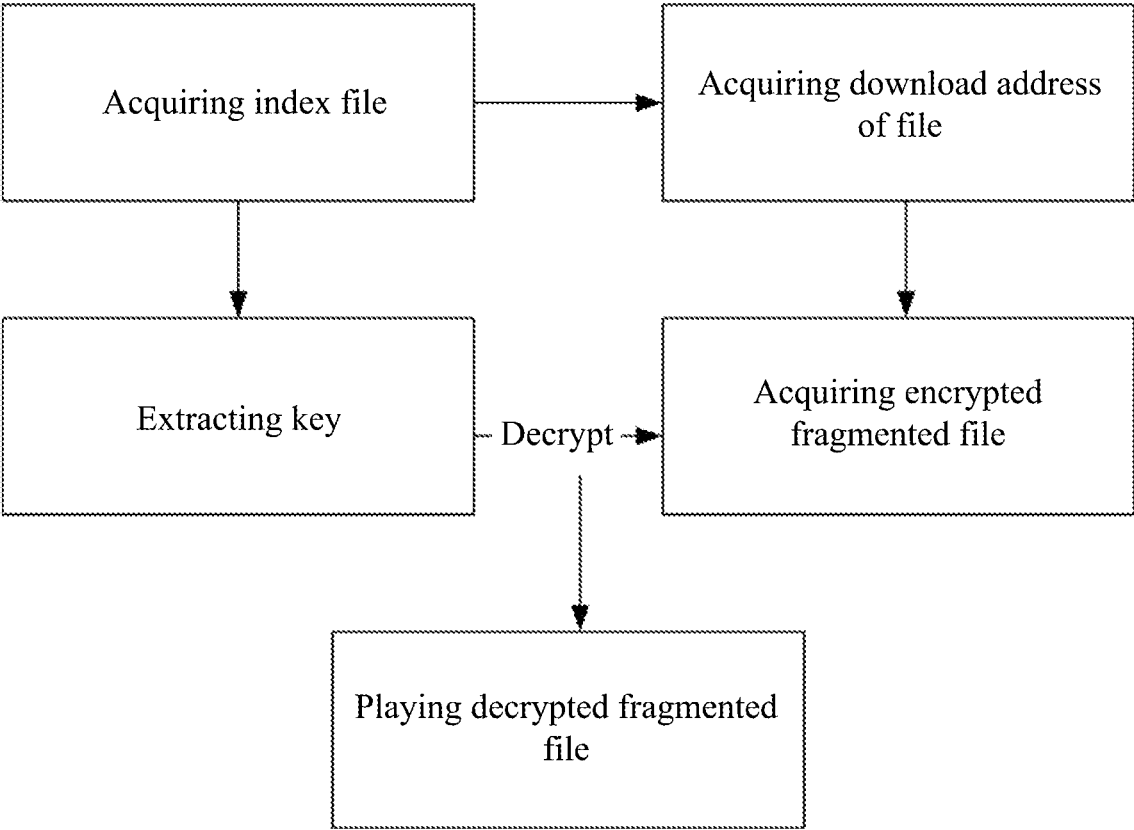 Acquiring index file
Acquiring download address
of file
Extracting key
Decrypt
Acquiring encrypted
fragmented file
Playing decrypted fragmented
file